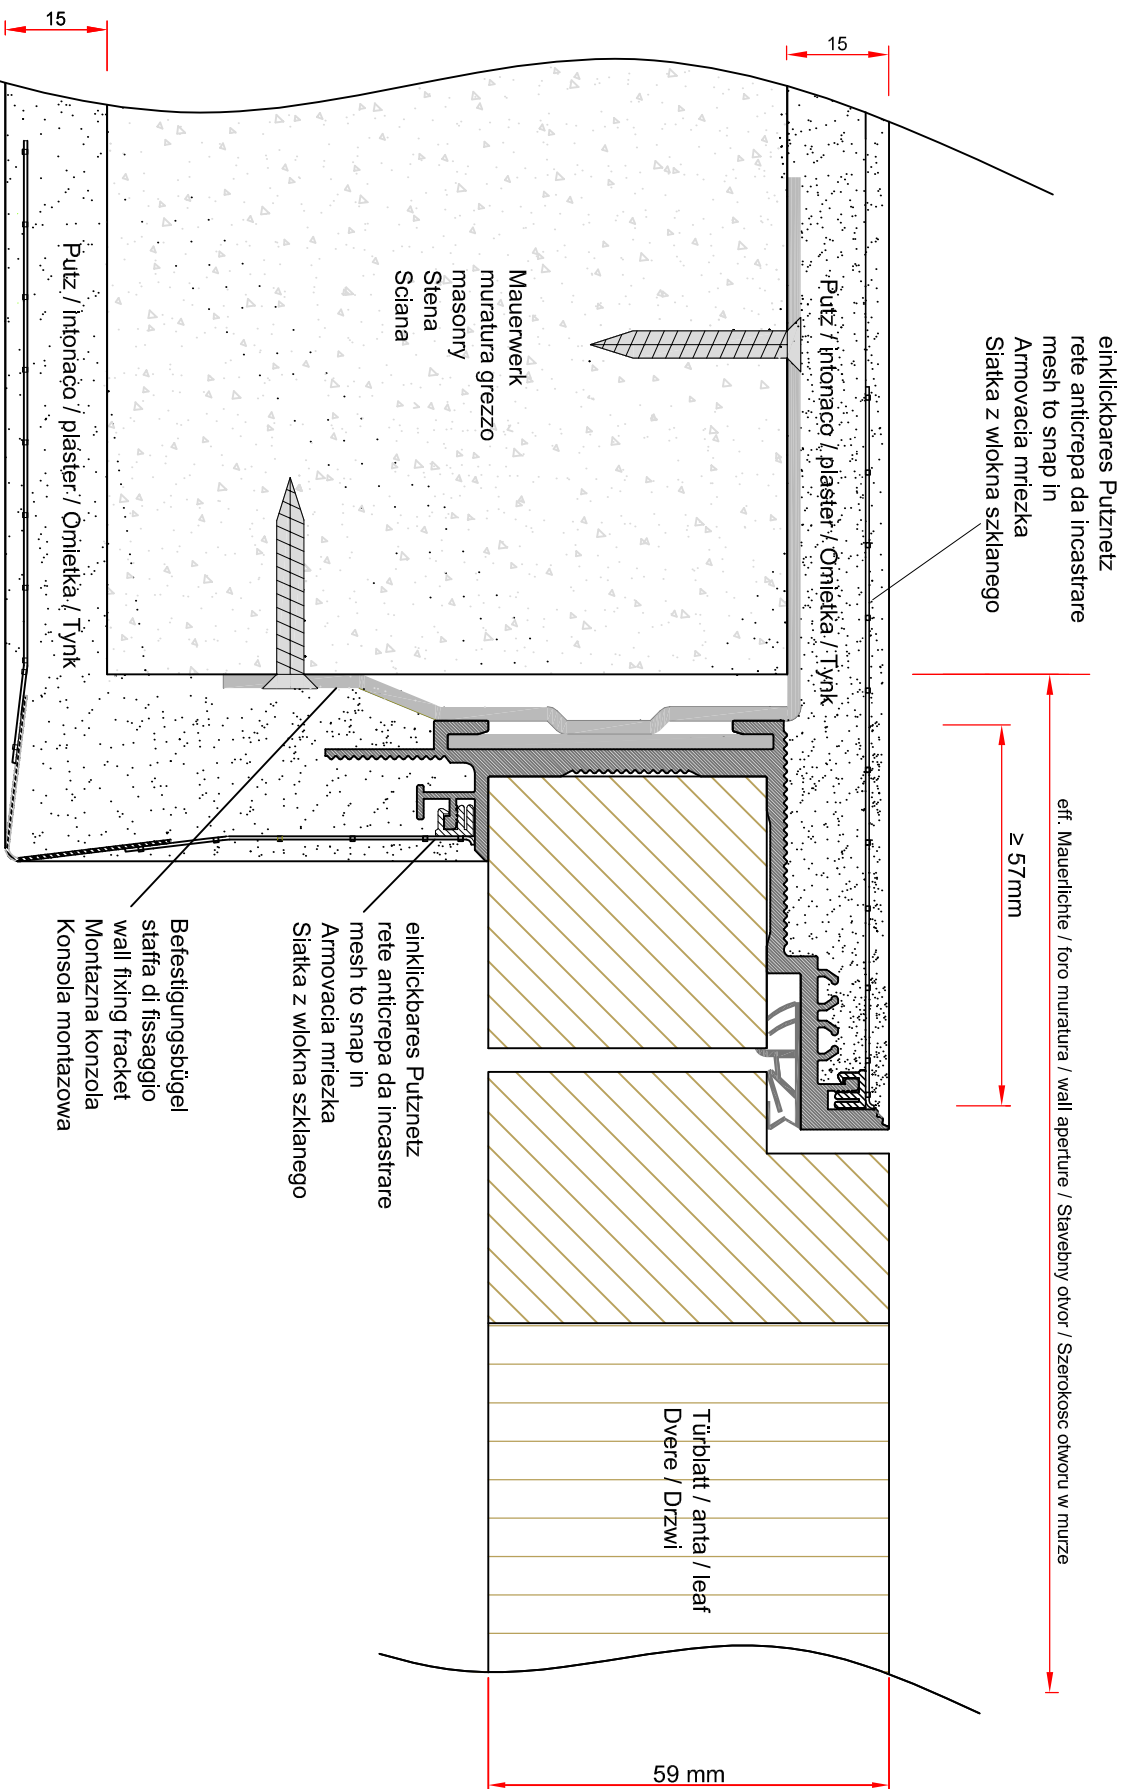 15
15
einklickbares Putznetz
rete anticrepa da incastrare
mesh to snap in
Armovacia mriezka
Siatka z wlokna szklanego
Putz / intonaco / plaster / Omietka / Tynk
Mauerwerk
muratura grezzo
masonry
Stena
Sciana
Putz / intonaco / plaster / Omietka / Tynk
eff. Mauerlichte / foro muratura / wall aperture / Stavebny otvor / Szerokosc otworu w murze
≥ 57mm
einklickbares Putznetz
rete anticrepa da incastrare
mesh to snap in
Armovacia mriezka
Siatka z wlokna szklanego
Befestigungsbügel
staffa di fissaggio
wall fixing fracket
Montazna konzola
Konsola montazowa
Türblatt / anta / leaf
Dvere / Drzwi
59 mm